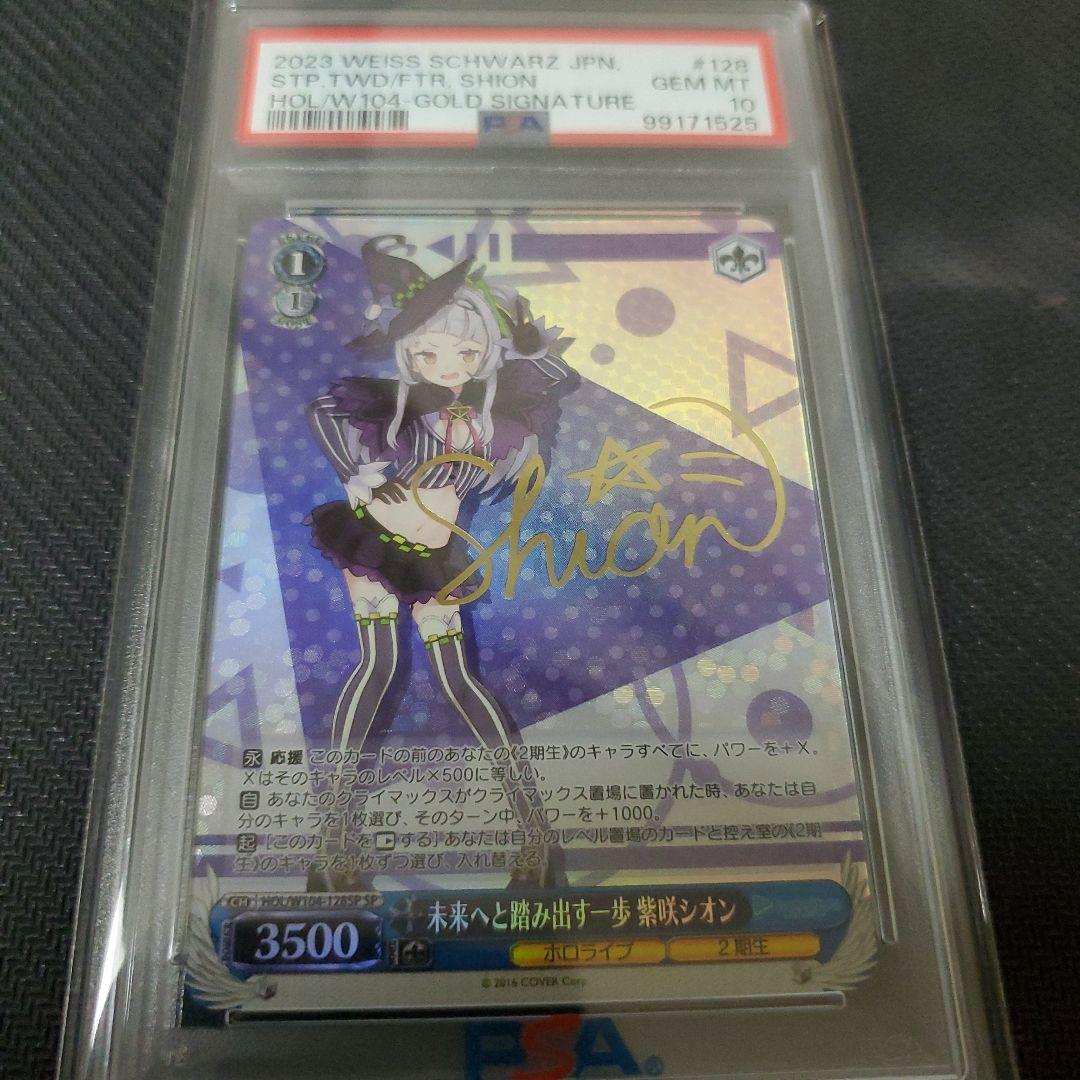 2023 WEISS SCHWARZ JPN. #128
STP.TWD/FTR, SHION GEM MT
HOL/W104-GOLD SIGNATURE 10
PSA 99171525
1
1
Shion
永 応援 このカードの前のあなたの《2期生》のキャラすべてに、パワーを+X。
Xはそのキャラのレベル×500に等しい。
自 あなたのクライマックスがクライマックス置場に置かれた時、あなたは自
分のキャラを1枚選び、そのターン中、パワーを+1000。
起 [このカードを する] あなたは自分のレベル置場のカードと控え室の《2期
生》のキャラを1枚ずつ選び、入れ替える。
CH HOL/W104-128SP SP
未来へと踏み出す一歩 紫咲シオン
3500
ホロライブ 2期生
© 2016 COVER Corp.
PSA®